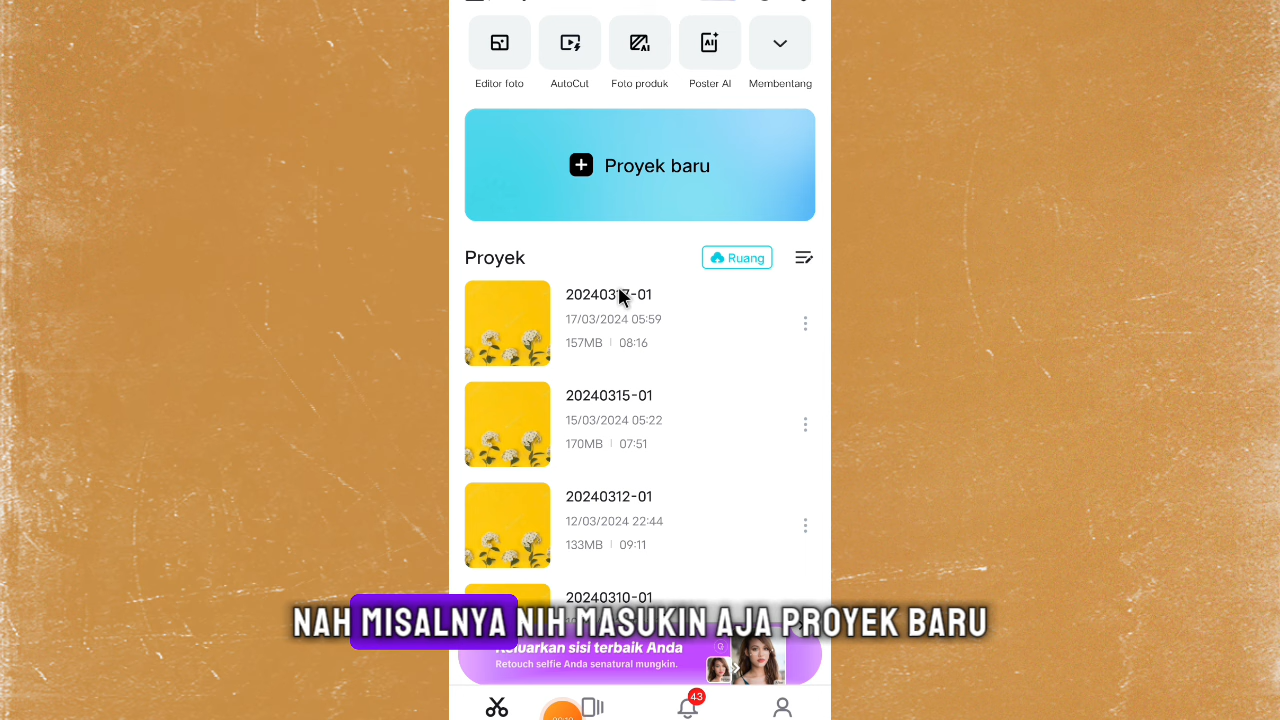 Editor foto
AutoCut
Foto produk
Poster AI
Membentang
Proyek baru
Proyek
Ruang
20240317-01
17/03/2024 05:59
157MB | 08:16
20240315-01
15/03/2024 05:22
170MB | 07:51
20240312-01
12/03/2024 22:44
133MB | 09:11
20240310-01
NAH MISALNYA NIH MASUKIN AJA PROYEK BARU
Keluarkan sisi terbaik Anda
Retouch selfie Anda senatural mungkin.
43